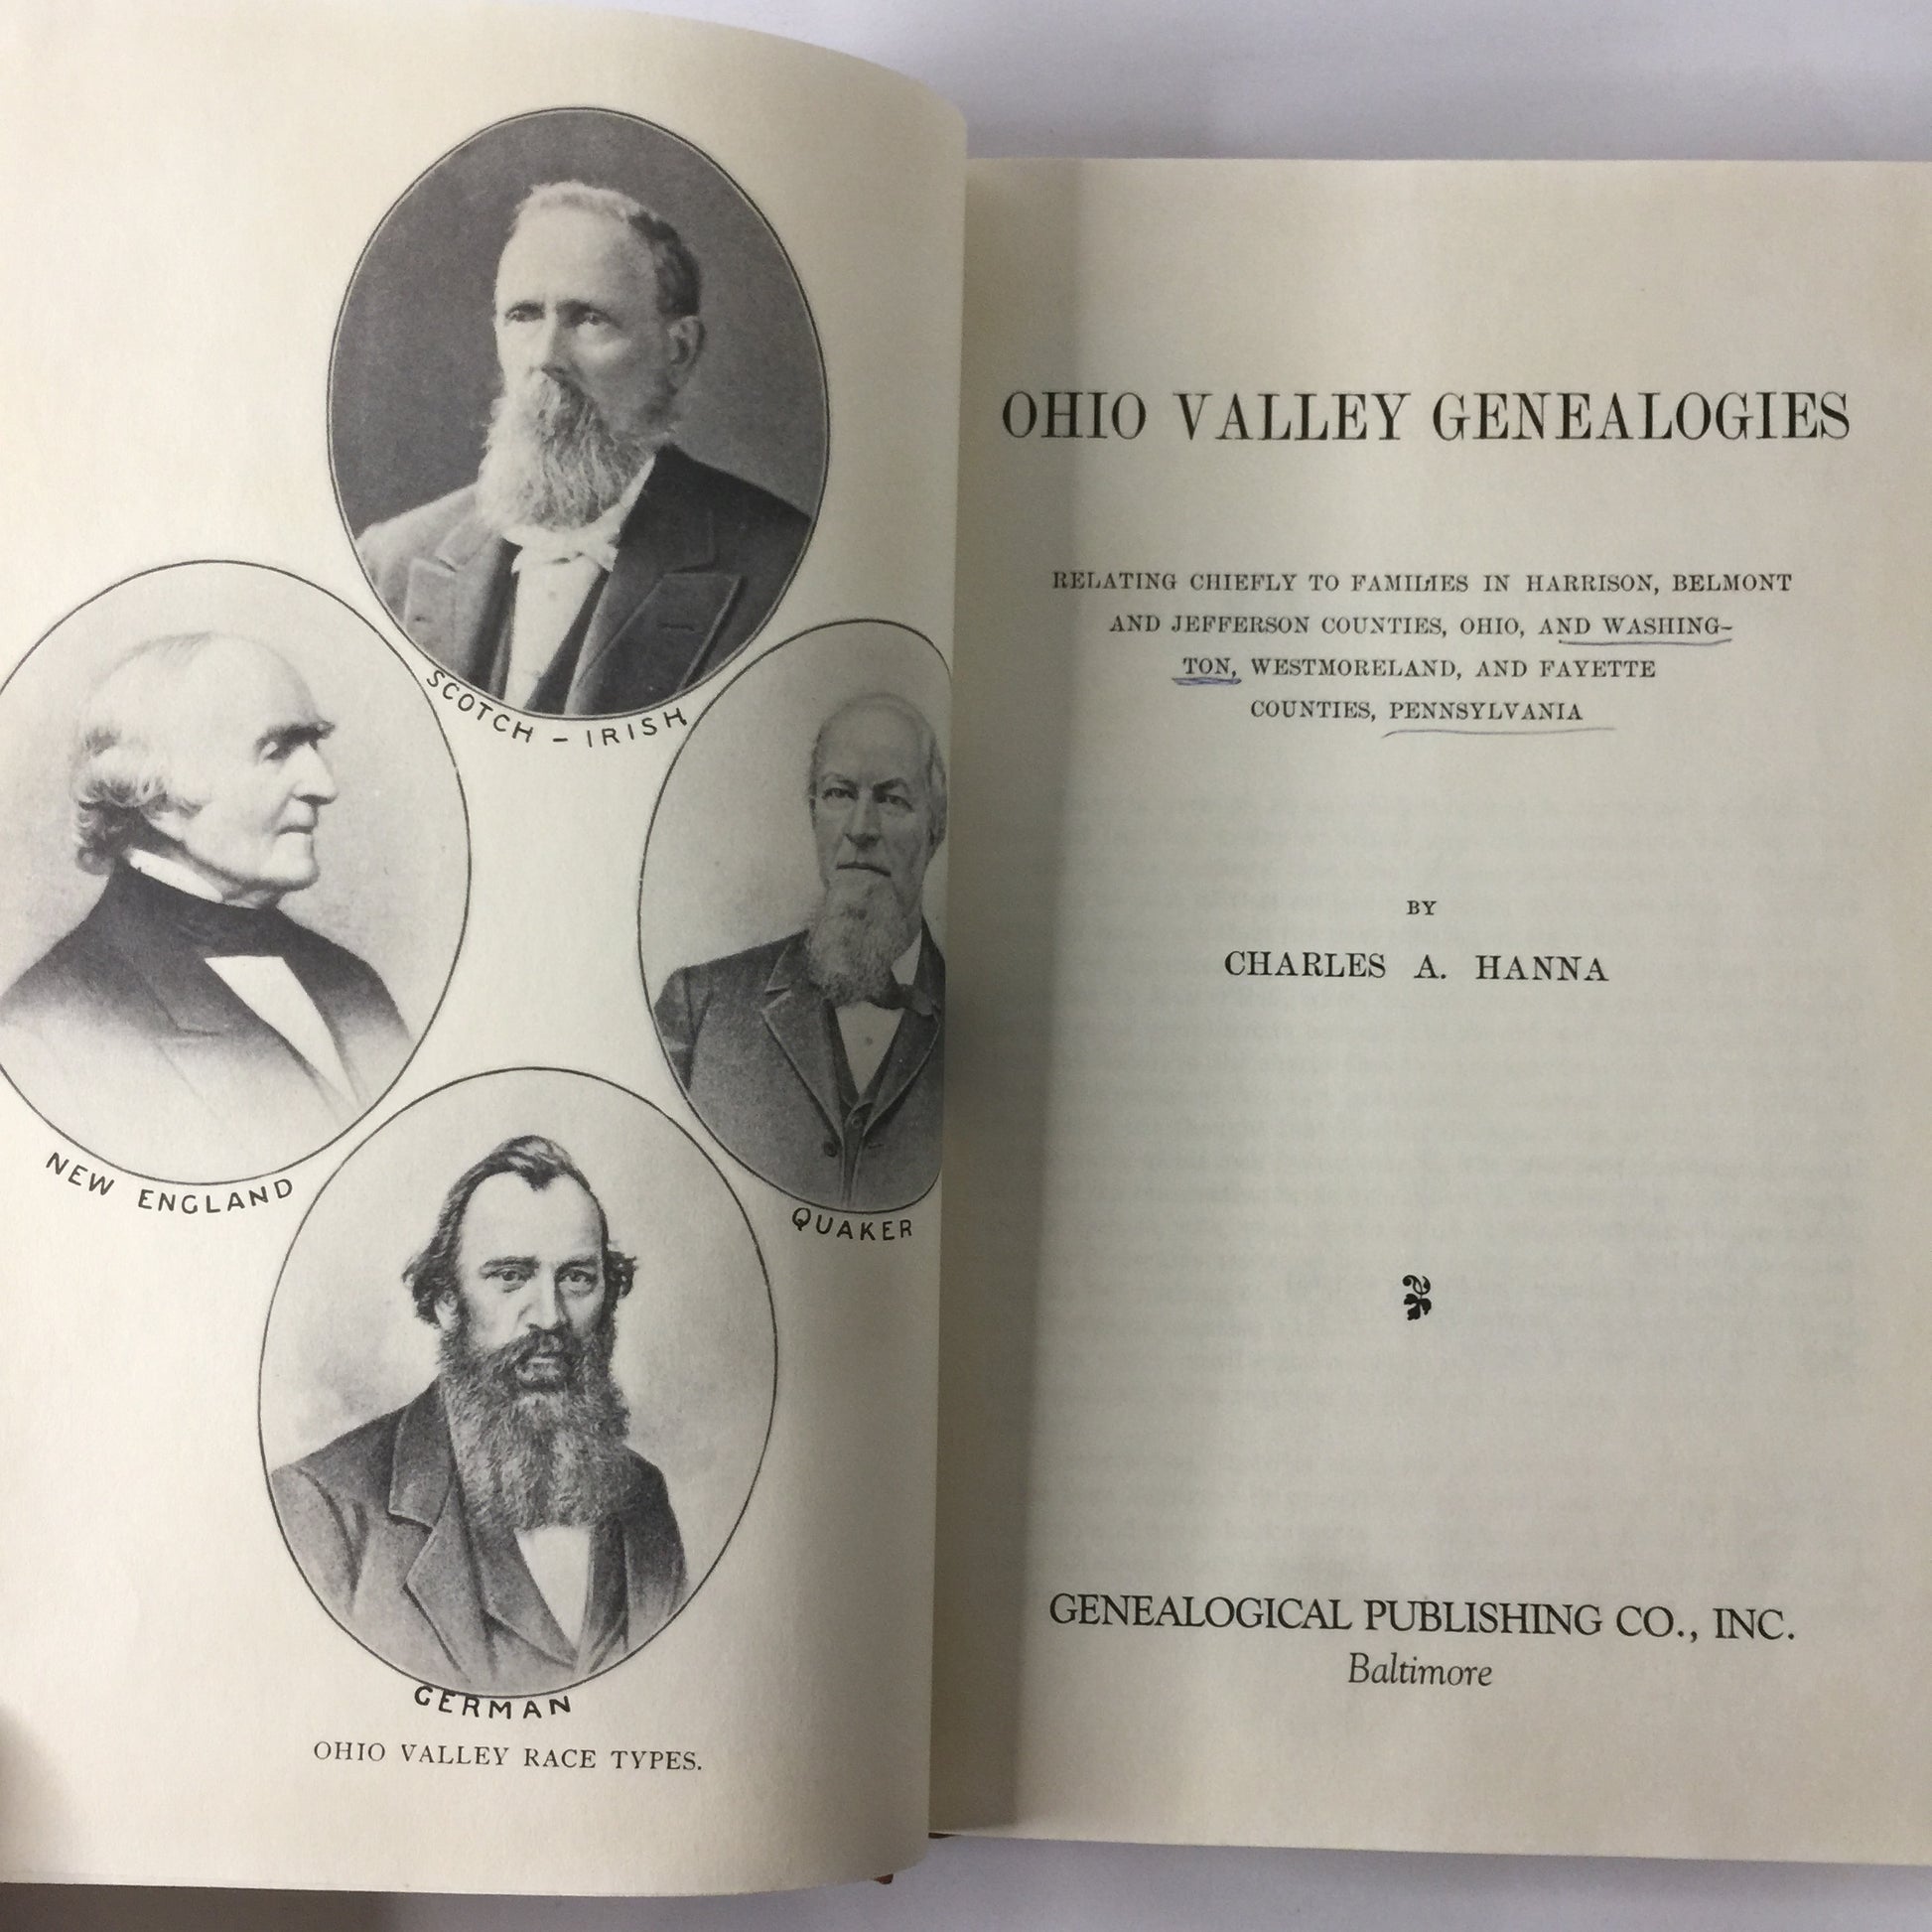 SCOTCH - IRISH
NEW ENGLAND
QUAKER
GERMAN
OHIO VALLEY RACE TYPES.
OHIO VALLEY GENEALOGIES
RELATING CHIEFLY TO FAMILIES IN HARRISON, BELMONT
AND JEFFERSON COUNTIES, OHIO, AND WASHING-
TON, WESTMORELAND, AND FAYETTE
COUNTIES, PENNSYLVANIA
BY
CHARLES A. HANNA
GENEALOGICAL PUBLISHING CO., INC.
Baltimore